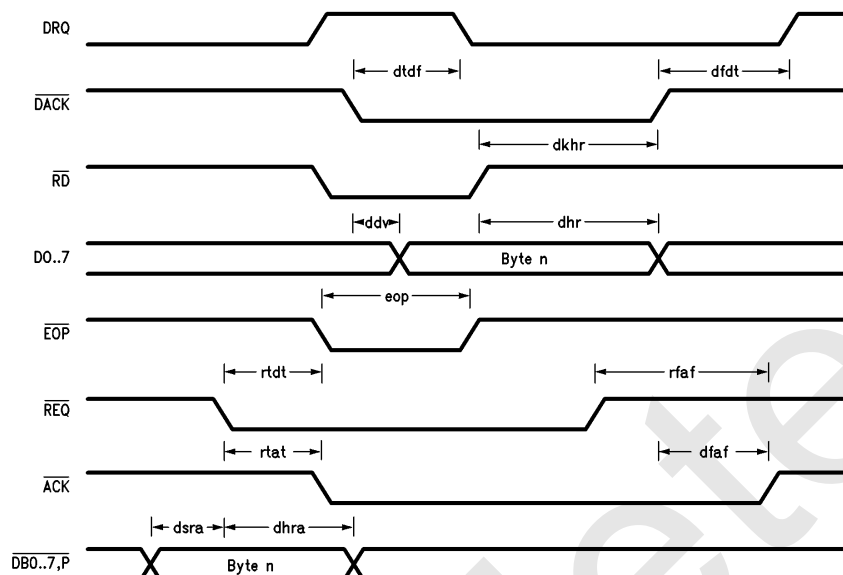 DRQ
dtdf dfdt
DACK
dkhr
RD
ddv dhr
D0..7 Byte n
eop
EOP
rtdt rfaf
REQ
rtat dfaf
ACK
dsra dhra
DB0..7,P Byte n